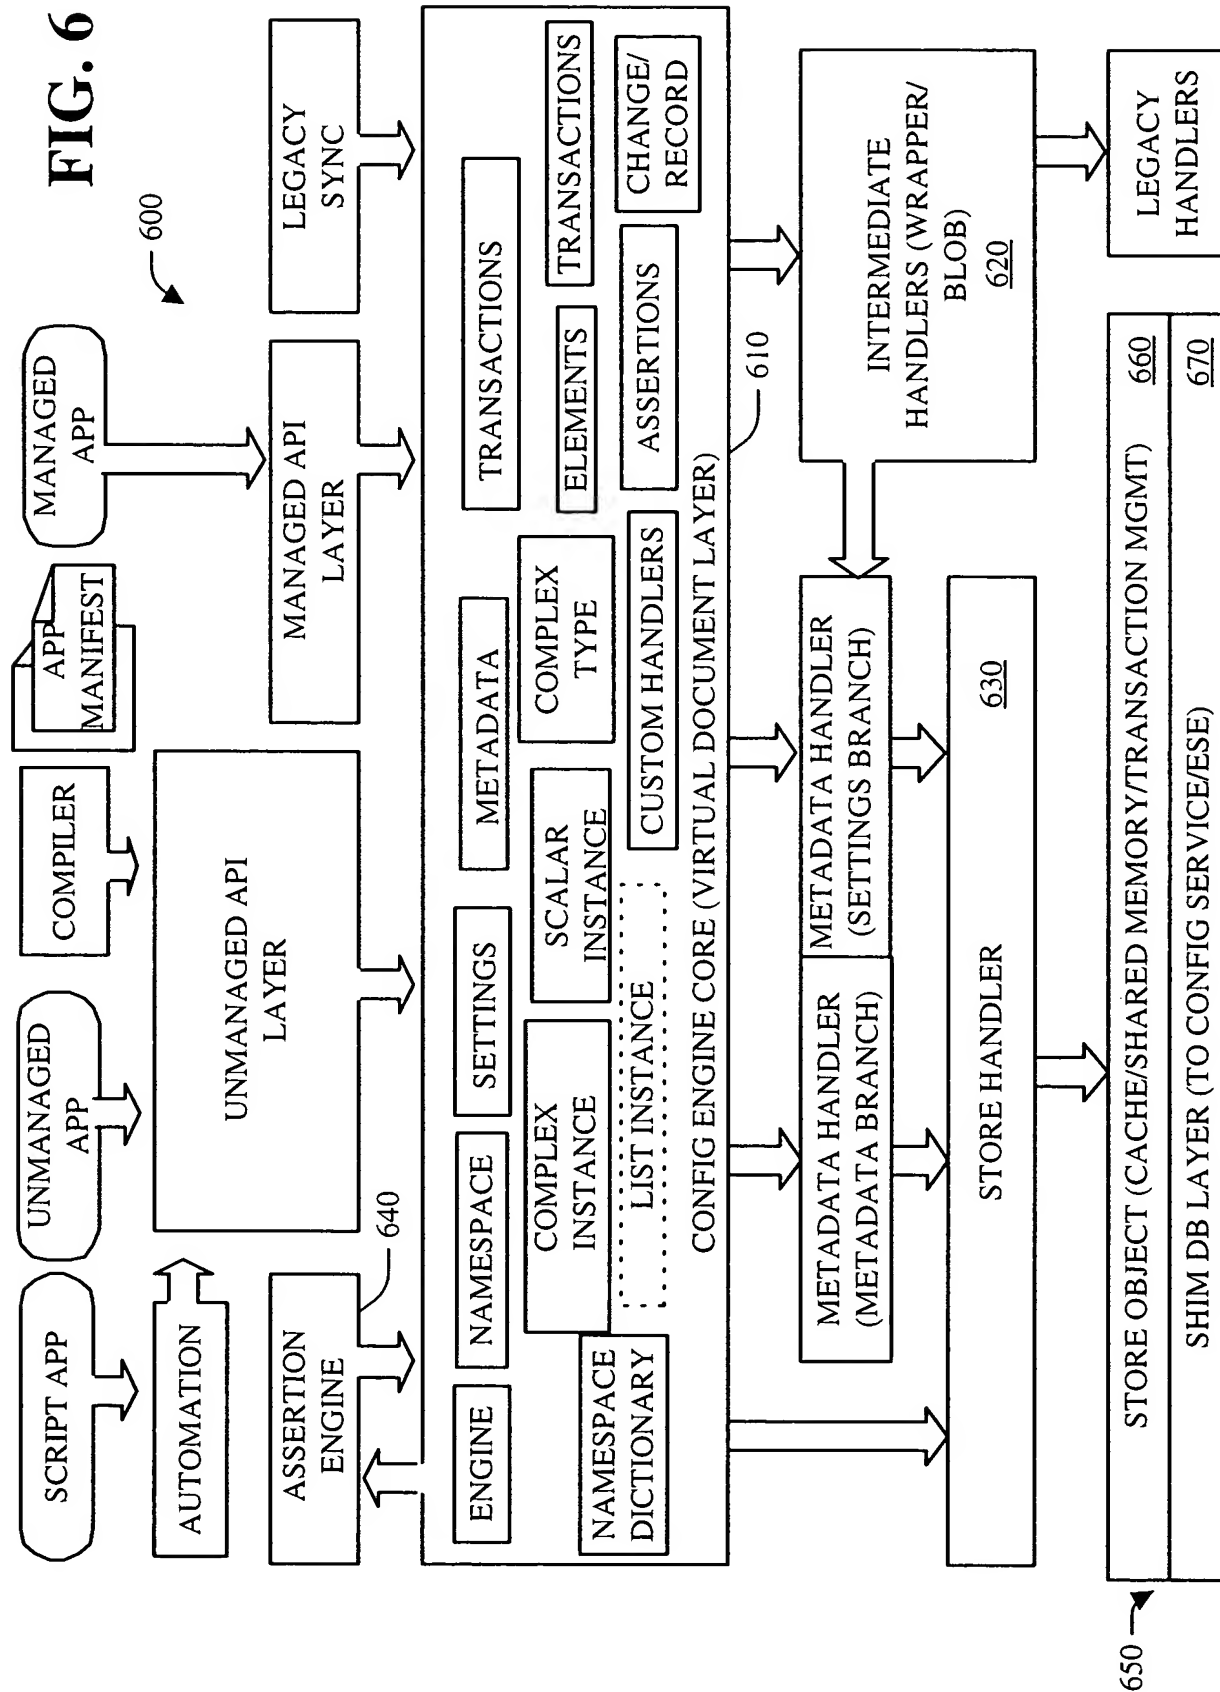 FIG. 6
600
SCRIPT APP
UNMANAGED
APP
COMPILER
APP
MANIFEST
MANAGED
APP
AUTOMATION
UNMANAGED API
LAYER
ASSERTION
ENGINE
640
MANAGED API
LAYER
LEGACY
SYNC
ENGINE
NAMESPACE
SETTINGS
METADATA
TRANSACTIONS
TRANSACTIONS
NAMESPACE
DICTIONARY
COMPLEX
INSTANCE
SCALAR
INSTANCE
COMPLEX
TYPE
ELEMENTS
LIST INSTANCE
CUSTOM HANDLERS
ASSERTIONS
CHANGE/
RECORD
CONFIG ENGINE CORE (VIRTUAL DOCUMENT LAYER)
610
METADATA HANDLER
(METADATA BRANCH)
METADATA HANDLER
(SETTINGS BRANCH)
INTERMEDIATE
HANDLERS (WRAPPER/
BLOB)
620
STORE HANDLER
630
650
STORE OBJECT (CACHE/SHARED MEMORY/TRANSACTION MGMT)
660
SHIM DB LAYER (TO CONFIG SERVICE/ESE)
670
LEGACY
HANDLERS